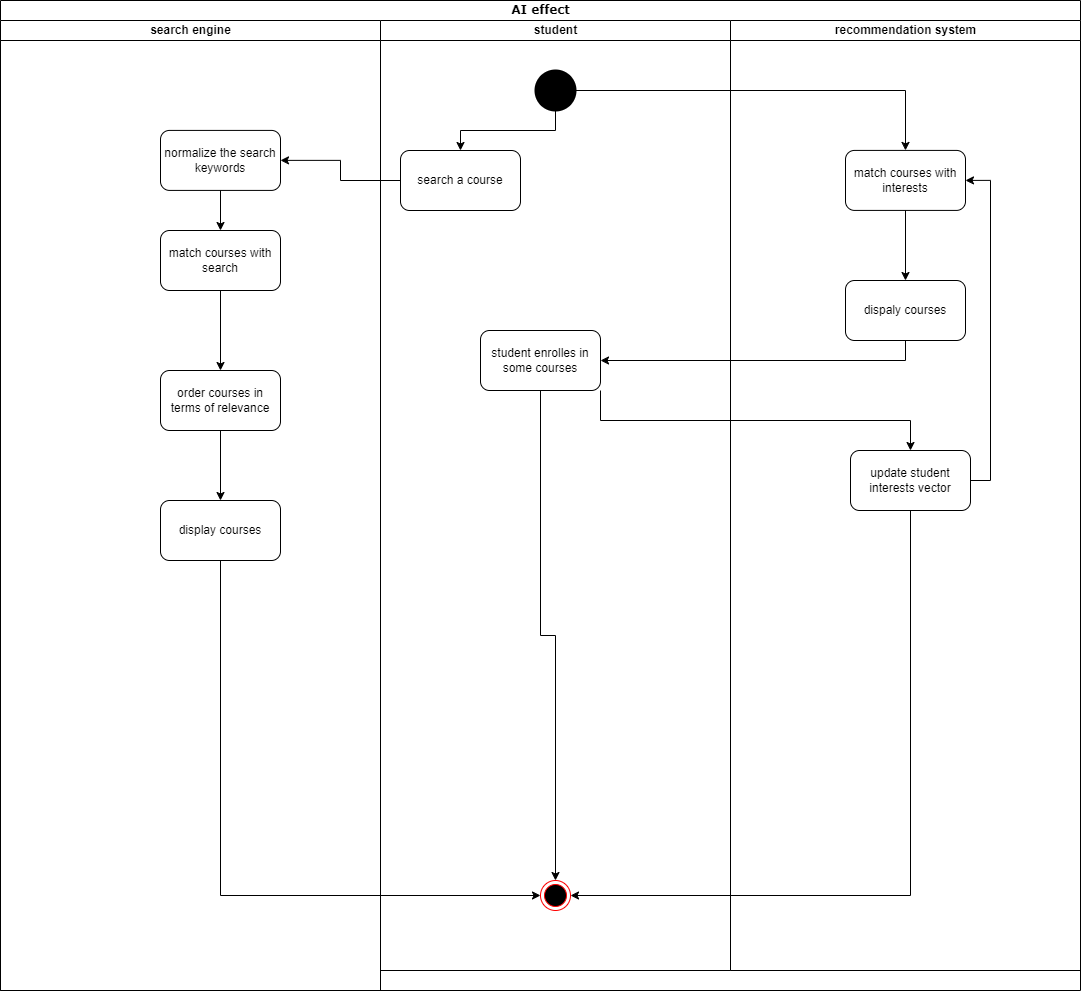 AI effect
search engine
student
recommendation system
normalize the search
keywords
search a course
match courses with
interests
match courses with
search
dispaly courses
student enrolles in
some courses
order courses in
terms of relevance
update student
interests vector
display courses